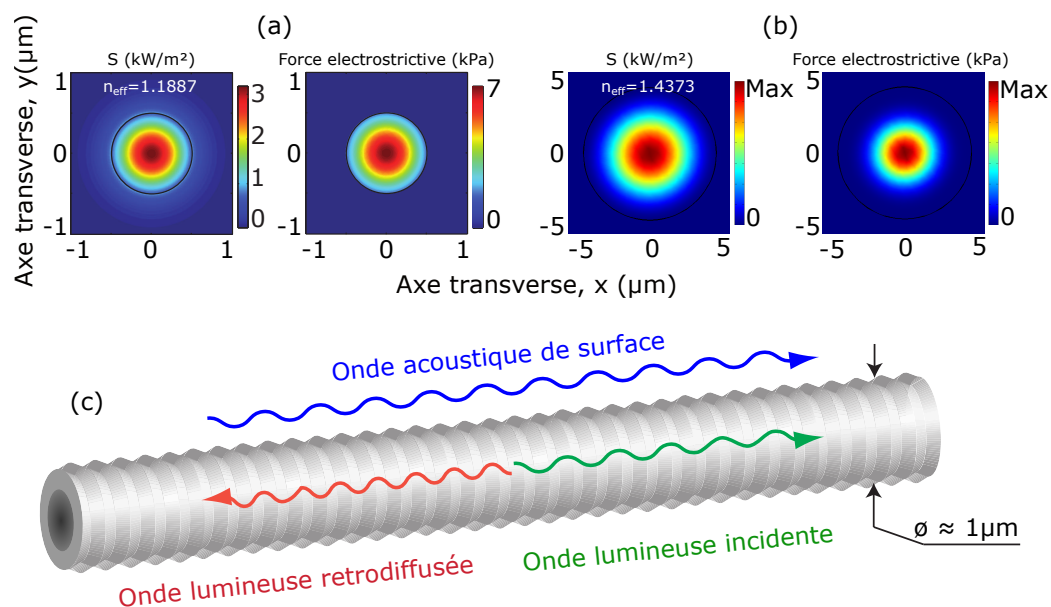 (a) (b)
S (kW/m²) Force electrostrictive (kPa) S (kW/m²) Force electrostrictive (kPa)
Axe transverse, y(µm)
1 0 -1
n_eff=1.1887
3 2 1 0
-1 0 1
1 0 -1
7 0
-1 0 1
5 0 -5
n_eff=1.4373
Max 0
-5 0 5
5 0 -5
Max 0
-5 0 5
Axe transverse, x (µm)
(c)
Onde acoustique de surface
Onde lumineuse retrodiffusée
Onde lumineuse incidente
ø ≈ 1µm